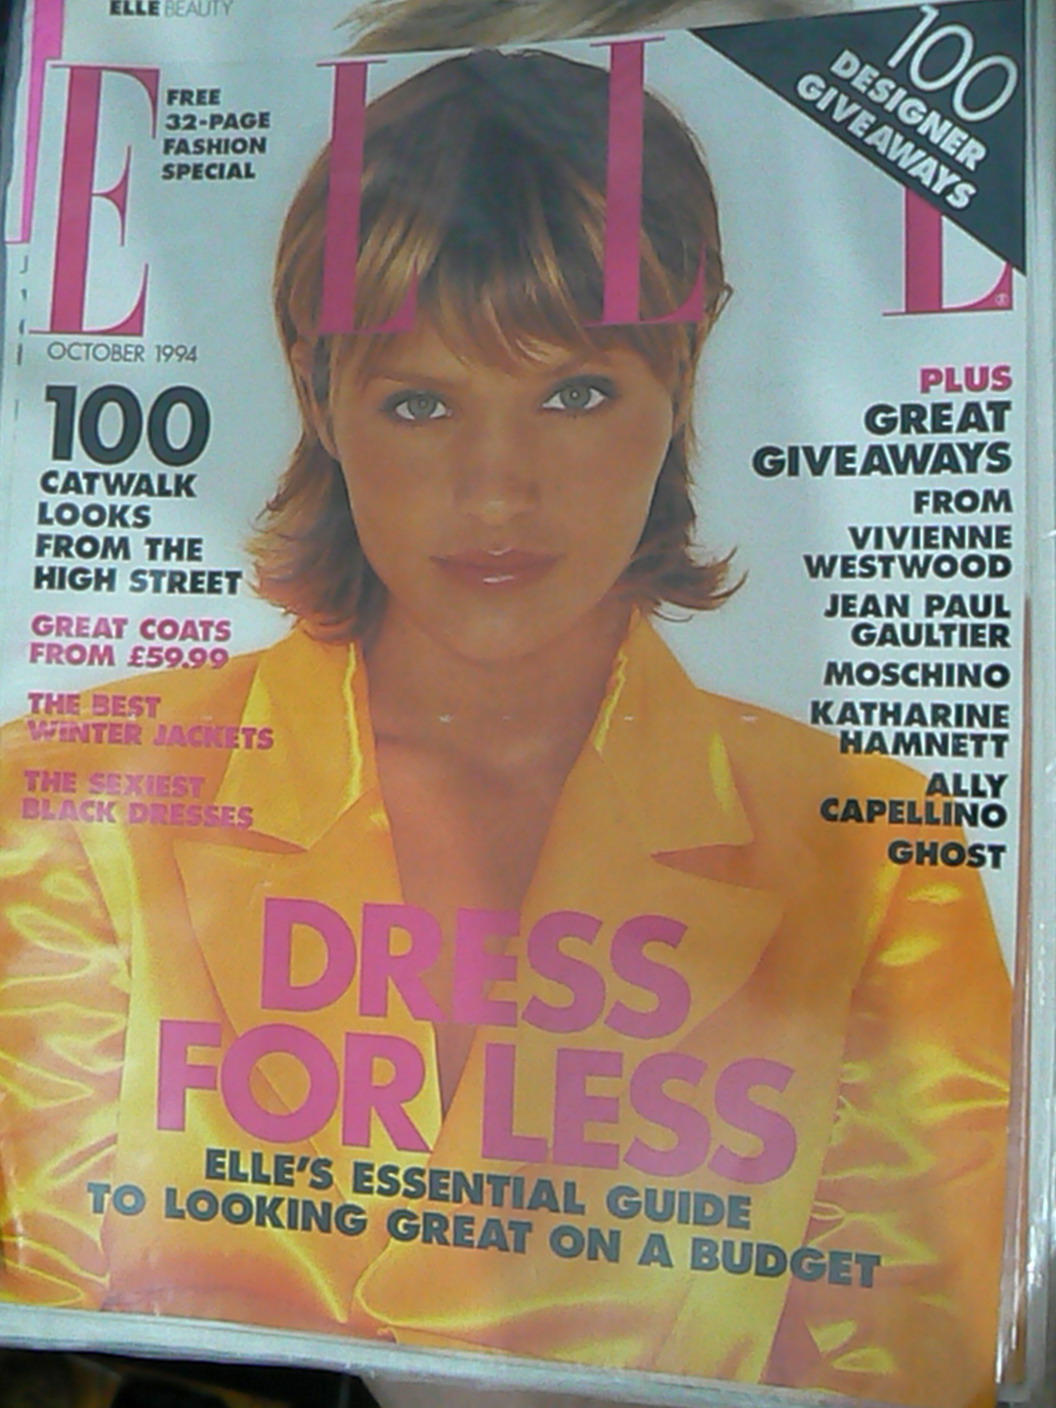 ELLE BEAUTY
ELLE
FREE
32-PAGE
FASHION
SPECIAL
100
DESIGNER
GIVEAWAYS
OCTOBER 1994
100
CATWALK
LOOKS
FROM THE
HIGH STREET
GREAT COATS
FROM £59.99
THE BEST
WINTER JACKETS
THE SEXIEST
BLACK DRESSES
PLUS
GREAT
GIVEAWAYS
FROM
VIVIENNE
WESTWOOD
JEAN PAUL
GAULTIER
MOSCHINO
KATHARINE
HAMNETT
ALLY
CAPELLINO
GHOST
DRESS
FOR LESS
ELLE'S ESSENTIAL GUIDE
TO LOOKING GREAT ON A BUDGET